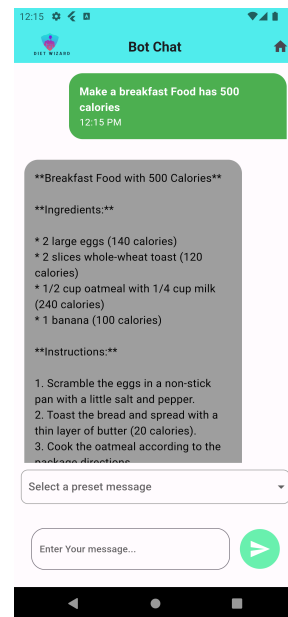 12:15
DIET WIZARD
Bot Chat
Make a breakfast Food has 500
calories
12:15 PM
**Breakfast Food with 500 Calories**
**Ingredients:**
* 2 large eggs (140 calories)
* 2 slices whole-wheat toast (120
calories)
* 1/2 cup oatmeal with 1/4 cup milk
(240 calories)
* 1 banana (100 calories)
**Instructions:**
1. Scramble the eggs in a non-stick
pan with a little salt and pepper.
2. Toast the bread and spread with a
thin layer of butter (20 calories).
3. Cook the oatmeal according to the
package directions
Select a preset message
Enter Your message...